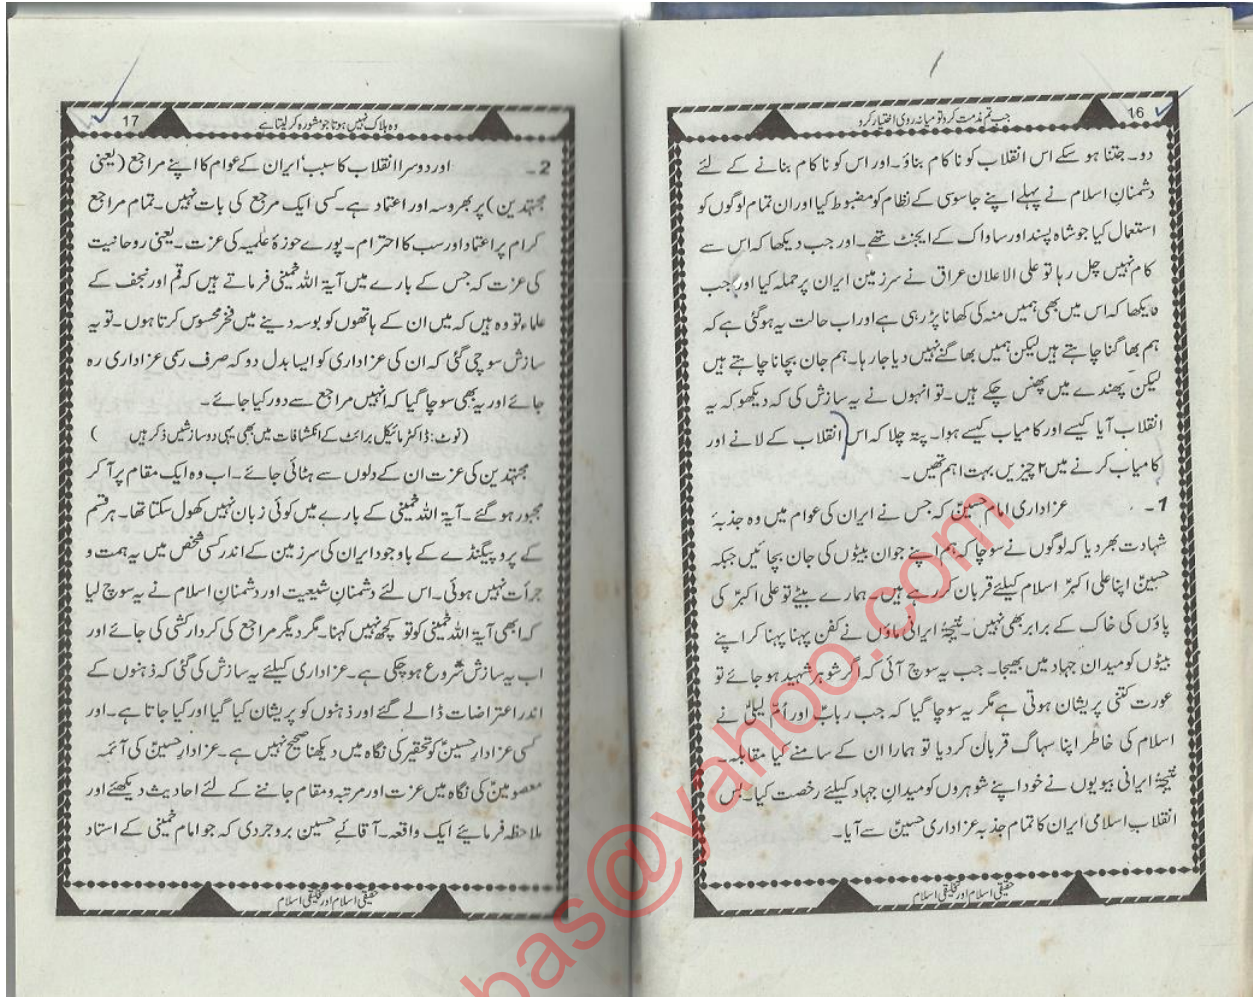 16
جب تم مذمت کرو تو میانہ روی اختیار کرو
دو۔ جتنا ہو سکے اس انقلاب کو ناکام بناؤ۔ اور اس کو ناکام بنانے کے لئے
دشمنانِ اسلام نے پہلے اپنے جاسوسی کے نظام کو مضبوط کیا اور ان تمام لوگوں کو
استعمال کیا جو شاہ پسند اور ساواک کے ایجنٹ تھے۔ اور جب دیکھا کہ اس سے
کام نہیں چل رہا تو علی الاعلان عراق نے سرزمین ایران پر حملہ کیا اور جب
دیکھا کہ اس میں بھی ہمیں منہ کی کھانا پڑ رہی ہے اور اب حالت یہ ہو گئی ہے کہ
ہم بھاگنا چاہتے ہیں لیکن ہمیں بھاگنے نہیں دیا جا رہا۔ ہم جان بچانا چاہتے ہیں
لیکن پھندے میں پھنس چکے ہیں۔ تو انہوں نے یہ سازش کی کہ دیکھو کہ یہ
انقلاب آیا کیسے اور کامیاب کیسے ہوا۔ پتہ چلا کہ اس انقلاب کے لانے اور
کامیاب کرنے میں ۲ چیزیں بہت اہم تھیں۔
1۔ عزاداری امام حسینؑ کہ جس نے ایران کی عوام میں وہ جذبۂ
شہادت بھر دیا کہ لوگوں نے سوچا کہ ہم اپنے جوان بیٹوں کی جان بچائیں جبکہ
حسینؑ اپنا علی اکبرؑ اسلام کیلئے قربان کر رہے ہیں۔ ہمارے بیٹے تو علی اکبرؑ کی
پاؤں کی خاک کے برابر بھی نہیں۔ نتیجۂ ایرانی ماؤں نے کفن پہنا پہنا کر اپنے
بیٹوں کو میدان جہاد میں بھیجا۔ جب یہ سوچ آئی کہ اگر شوہر شہید ہو جائے تو
عورت کتنی پریشان ہوتی ہے مگر یہ سوچا گیا کہ جب ربابؑ اور اُمّ لیلیٰؑ نے
اسلام کی خاطر اپنا سہاگ قربان کر دیا تو ہمارا ان کے سامنے کیا مقابلہ۔
نتیجۂ ایرانی بیویوں نے خود اپنے شوہروں کو میدانِ جہاد کیلئے رخصت کیا۔ بس
انقلاب اسلامی ایران کا تمام جذبہ عزاداری حسینؑ سے آیا۔
حقیقی اسلام اور تخلیقی اسلام
17
وہ ہلاک نہیں ہوتا جو مشورہ کر لیتا ہے
2۔ اور دوسرا انقلاب کا سبب' ایران کے عوام کا اپنے مراجع (یعنی
مجتہدین) پر بھروسہ اور اعتماد ہے۔ کسی ایک مرجع کی بات نہیں۔ تمام مراجع
کرام پر اعتماد اور سب کا احترام۔ پورے حوزۂ علمیہ کی عزت۔ یعنی روحانیت
کی عزت کہ جس کے بارے میں آیۃ اللہ خمینی فرماتے ہیں کہ قم اور نجف کے
علماء تو وہ ہیں کہ میں ان کے ہاتھوں کو بوسہ دینے میں فخر محسوس کرتا ہوں۔ تو یہ
سازش سوچی گئی کہ ان کی عزاداری کو ایسا بدل دو کہ صرف رسمی عزاداری رہ
جائے اور یہ بھی سوچا گیا کہ انہیں مراجع سے دور کیا جائے۔
(نوٹ: ڈاکٹر مائیکل برائٹ کے انکشافات میں بھی یہی دو سازشیں ذکر ہیں )
مجتہدین کی عزت ان کے دلوں سے ہٹائی جائے۔ اب وہ ایک مقام پر آ کر
مجبور ہو گئے۔ آیۃ اللہ خمینی کے بارے میں کوئی زبان نہیں کھول سکتا تھا۔ ہر قسم
کے پروپیگنڈے کے باوجود ایران کی سرزمین کے اندر کسی شخص میں یہ ہمت و
جرأت نہیں ہوئی۔ اس لئے دشمنانِ شیعیت اور دشمنانِ اسلام نے یہ سوچ لیا
کہ ابھی آیۃ اللہ خمینی کو تو کچھ نہیں کہنا۔ مگر دیگر مراجع کی کردار کشی کی جائے اور
اب یہ سازش شروع ہو چکی ہے۔ عزاداری کیلئے یہ سازش کی گئی کہ ذہنوں کے
اندر اعتراضات ڈالے گئے اور ذہنوں کو پریشان کیا گیا اور کیا جاتا ہے۔ اور
کسی عزادارِ حسینؑ کو تحقیر کی نگاہ میں دیکھنا صحیح نہیں ہے۔ عزادارِ حسینؑ کی آئمہ
معصومینؑ کی نگاہ میں عزت اور مرتبہ و مقام جاننے کے لئے احادیث دیکھئے اور
ملاحظہ فرمائیے ایک واقعہ۔ آقائے حسین بروجردی کہ جو امام خمینی کے استاد
حقیقی اسلام اور تخلیقی اسلام
bas@yahoo.com